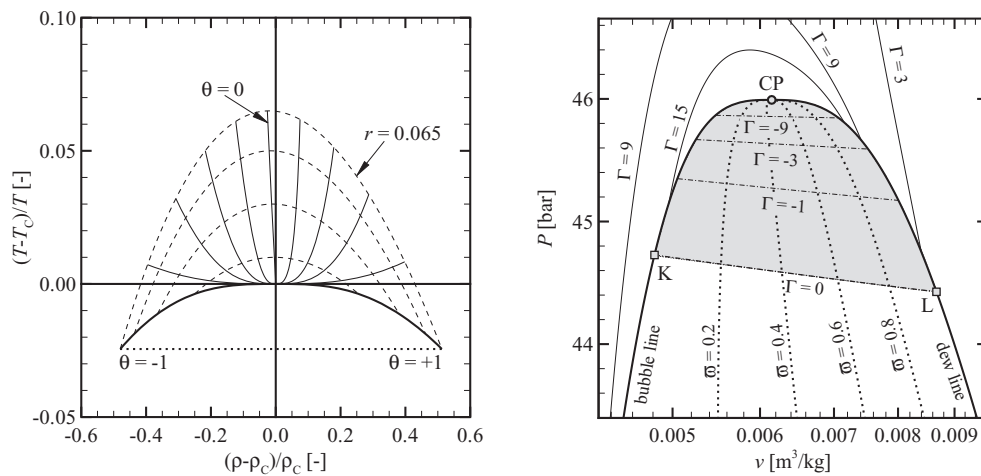 0.10
0.05
0.00
-0.05
(T-T_C)/T [-]
θ = 0
r = 0.065
θ = -1
θ = +1
-0.6
-0.4
-0.2
0.0
0.2
0.4
0.6
(ρ-ρ_C)/ρ_C [-]
46
45
44
P [bar]
Γ = 9
Γ = 15
Γ = 9
Γ = 3
CP
Γ = -9
Γ = -3
Γ = -1
Γ = 0
K
L
bubble line
ϖ = 0.2
ϖ = 0.4
ϖ = 0.6
ϖ = 0.8
dew line
0.005
0.006
0.007
0.008
0.009
v [m³/kg]